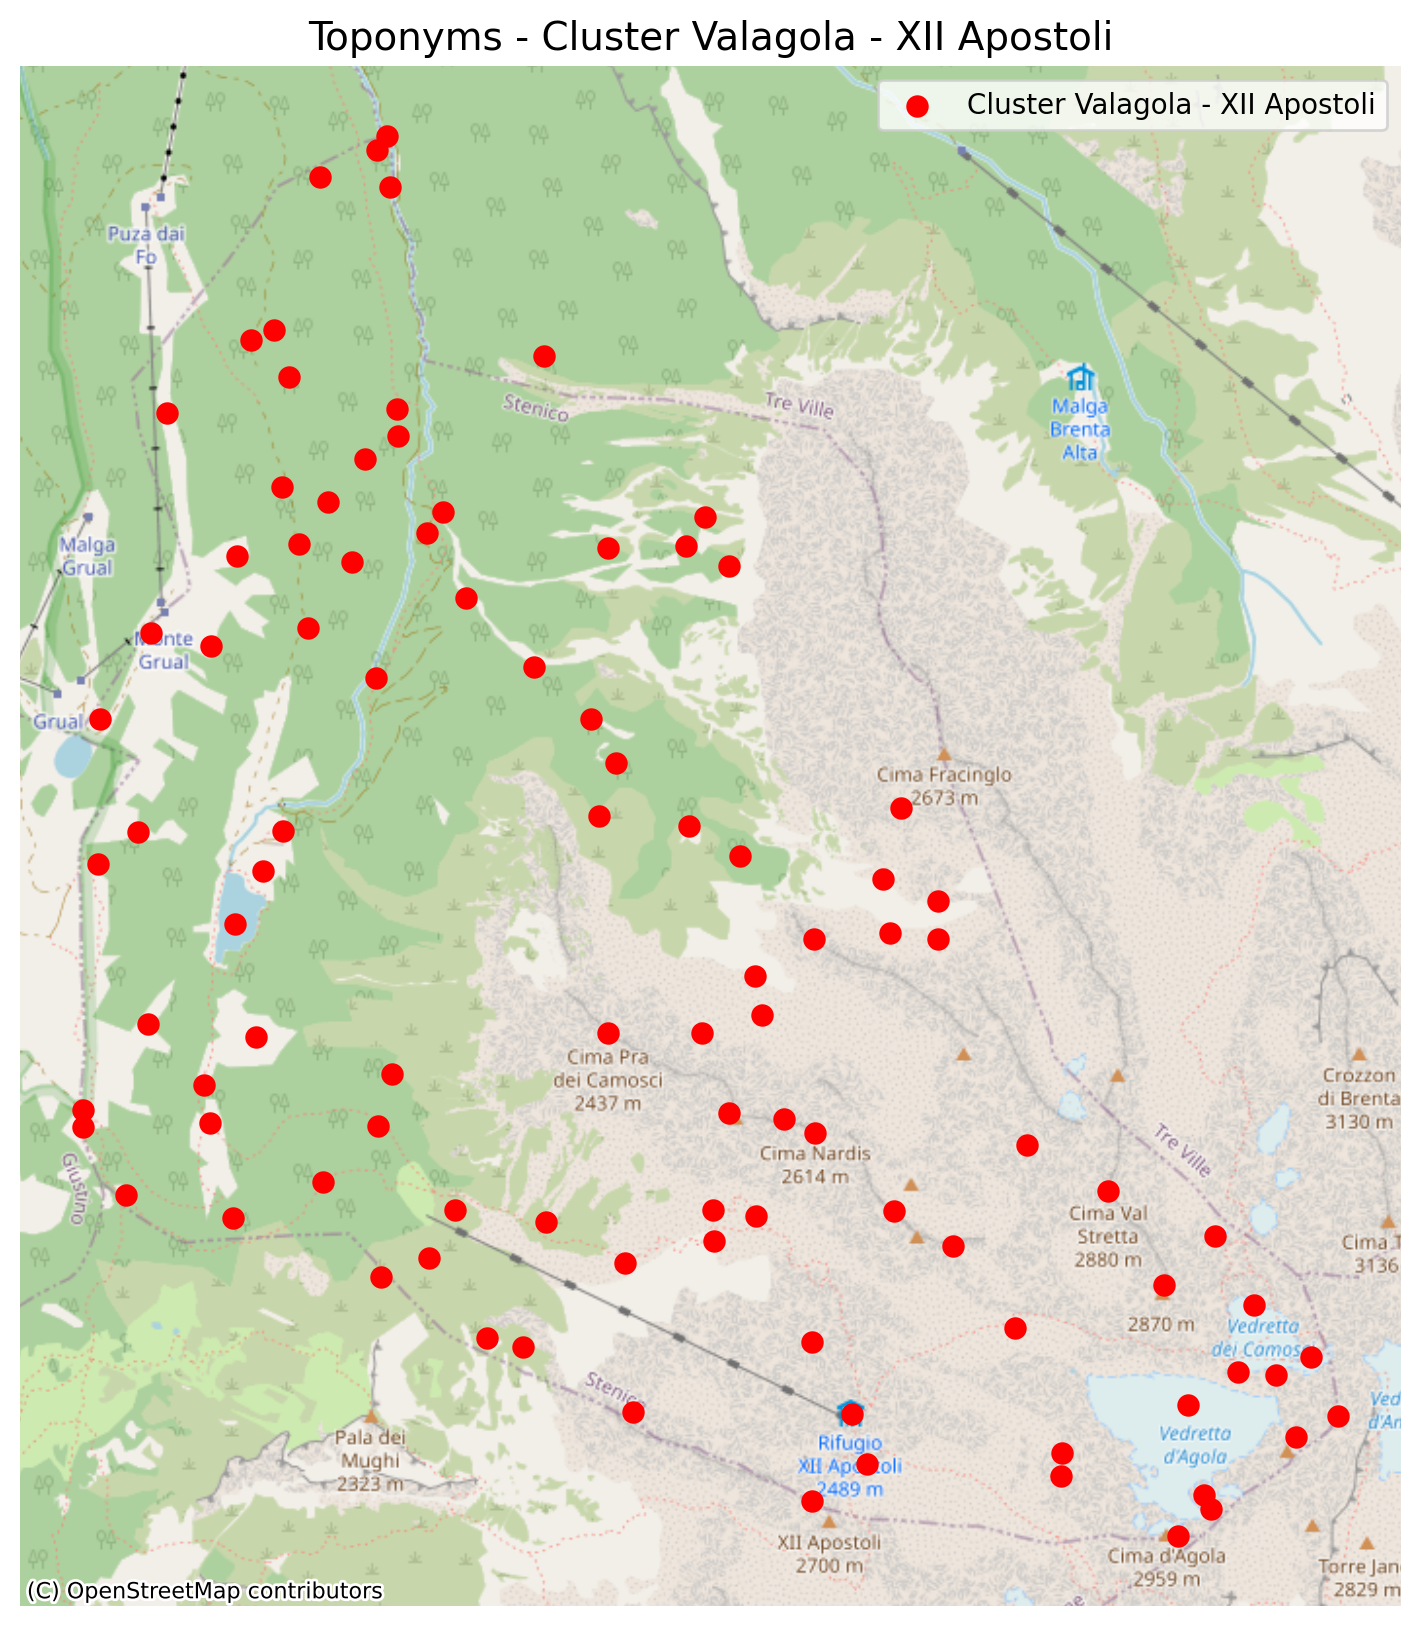 Toponyms - Cluster Valagola - XII Apostoli
Cluster Valagola - XII Apostoli
Puza dai
Fo
Malga
Brenta
Alta
Stenico
Tre Ville
Malga
Grual
Monte
Grual
Grual
Cima Fracinglo
2673 m
Cima Pra
dei Camosci
2437 m
Crozzon
di Brenta
3130 m
Cima Nardis
2614 m
Tre Ville
Giustino
Cima Val
Stretta
2880 m
Cima T
3136
2870 m
Vedretta
dei Camos
Stenico
Vedretta
d'Agola
Ved
d'Am
Pala dei
Mughi
2323 m
Rifugio
XII Apostoli
2489 m
XII Apostoli
2700 m
Cima d'Agola
2959 m
Torre Jan
2829 m
(C) OpenStreetMap contributors